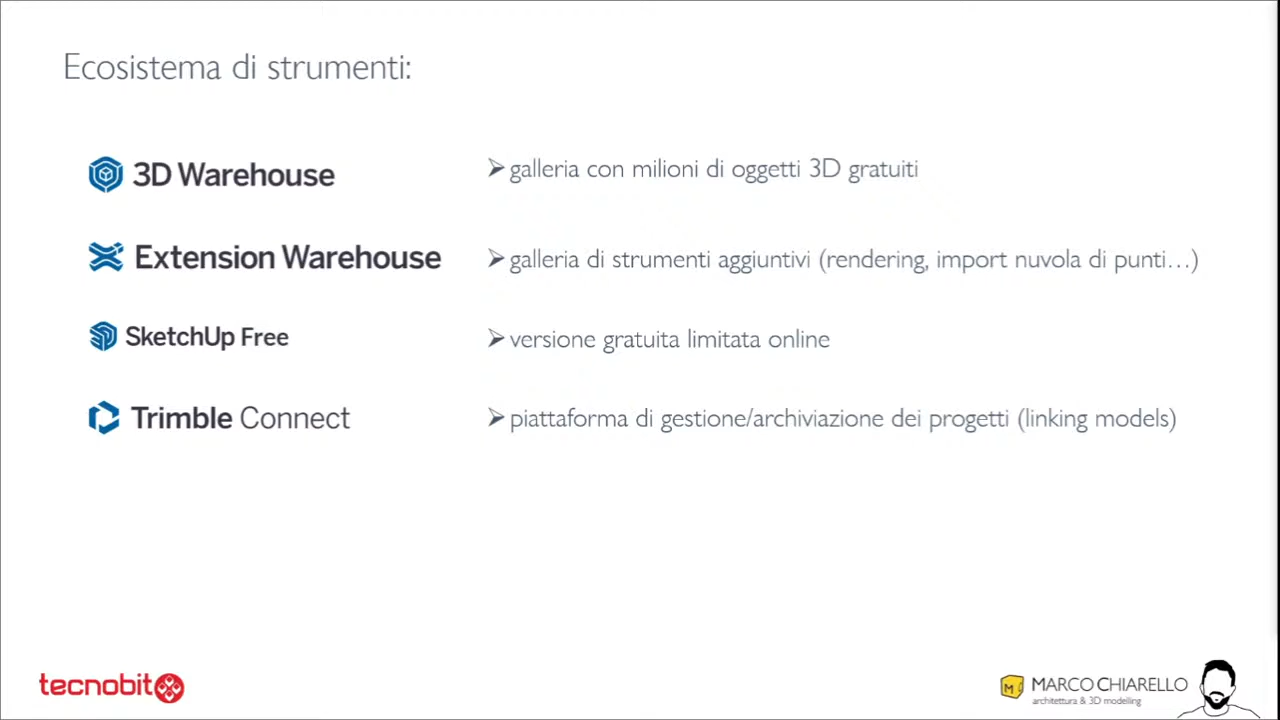 Ecosistema di strumenti:
3D Warehouse
➢ galleria con milioni di oggetti 3D gratuiti
Extension Warehouse
➢ galleria di strumenti aggiuntivi (rendering, import nuvola di punti…)
SketchUp Free
➢ versione gratuita limitata online
Trimble Connect
➢ piattaforma di gestione/archiviazione dei progetti (linking models)
tecnobit
M
MARCO CHIARELLO
architettura & 3D modelling